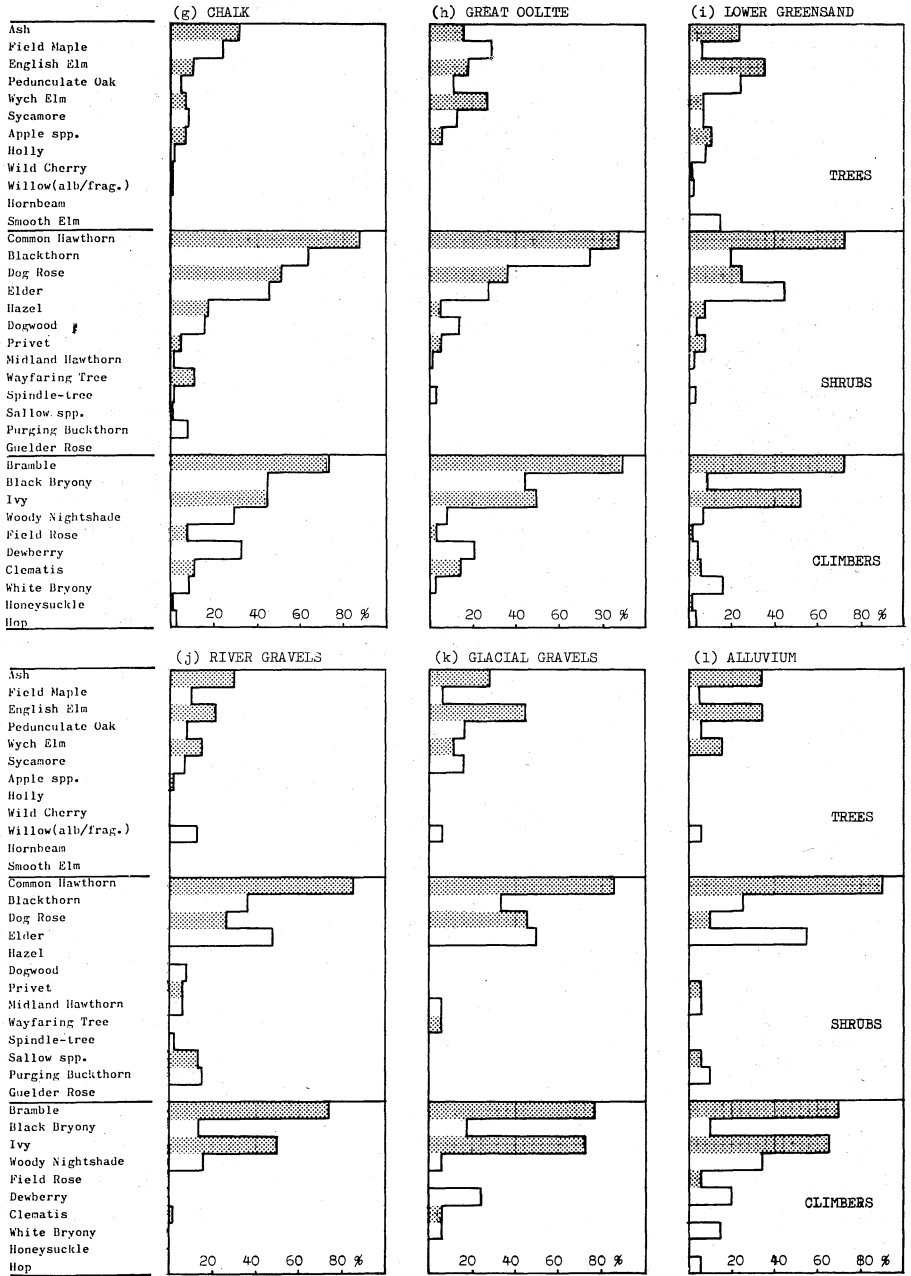 (g) CHALK (h) GREAT OOLITE (i) LOWER GREENSAND
Ash
Field Maple
English Elm
Pedunculate Oak
Wych Elm
Sycamore
Apple spp.
Holly
Wild Cherry
Willow(alb/frag.)
Hornbeam
Smooth Elm
TREES
Common Hawthorn
Blackthorn
Dog Rose
Elder
Hazel
Dogwood
Privet
Midland Hawthorn
Wayfaring Tree
Spindle-tree
Sallow spp.
Purging Buckthorn
Guelder Rose
SHRUBS
Bramble
Black Bryony
Ivy
Woody Nightshade
Field Rose
Dewberry
Clematis
White Bryony
Honeysuckle
Hop
CLIMBERS
20 40 60 80 % 20 40 60 80 % 20 40 60 80 %
(j) RIVER GRAVELS (k) GLACIAL GRAVELS (l) ALLUVIUM
Ash
Field Maple
English Elm
Pedunculate Oak
Wych Elm
Sycamore
Apple spp.
Holly
Wild Cherry
Willow(alb/frag.)
Hornbeam
Smooth Elm
TREES
Common Hawthorn
Blackthorn
Dog Rose
Elder
Hazel
Dogwood
Privet
Midland Hawthorn
Wayfaring Tree
Spindle-tree
Sallow spp.
Purging Buckthorn
Guelder Rose
SHRUBS
Bramble
Black Bryony
Ivy
Woody Nightshade
Field Rose
Dewberry
Clematis
White Bryony
Honeysuckle
Hop
CLIMBERS
20 40 60 80 % 20 40 60 80 % 20 40 60 80 %